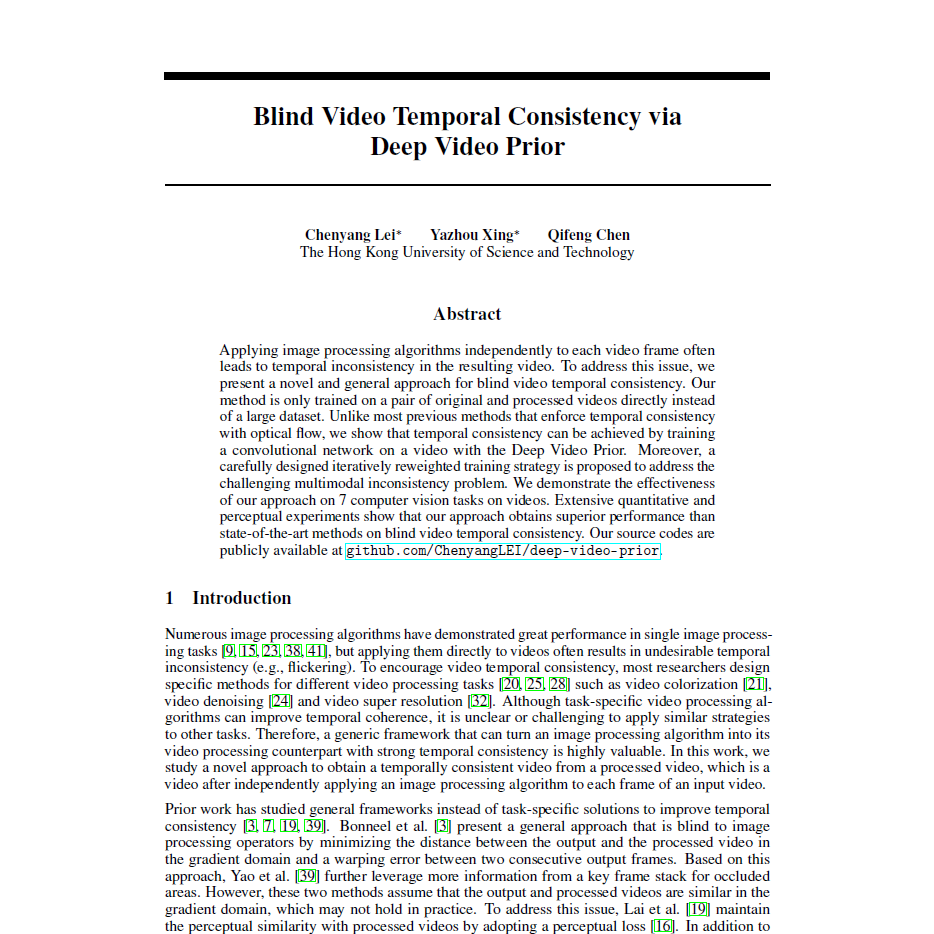 Blind Video Temporal Consistency via
Deep Video Prior
Chenyang Lei* Yazhou Xing* Qifeng Chen
The Hong Kong University of Science and Technology
Abstract
Applying image processing algorithms independently to each video frame often
leads to temporal inconsistency in the resulting video. To address this issue, we
present a novel and general approach for blind video temporal consistency. Our
method is only trained on a pair of original and processed videos directly instead
of a large dataset. Unlike most previous methods that enforce temporal consistency
with optical flow, we show that temporal consistency can be achieved by training
a convolutional network on a video with the Deep Video Prior. Moreover, a
carefully designed iteratively reweighted training strategy is proposed to address the
challenging multimodal inconsistency problem. We demonstrate the effectiveness
of our approach on 7 computer vision tasks on videos. Extensive quantitative and
perceptual experiments show that our approach obtains superior performance than
state-of-the-art methods on blind video temporal consistency. Our source codes are
publicly available at github.com/ChenyangLEI/deep-video-prior.
1 Introduction
Numerous image processing algorithms have demonstrated great performance in single image process-
ing tasks [9, 15, 23, 38, 41], but applying them directly to videos often results in undesirable temporal
inconsistency (e.g., flickering). To encourage video temporal consistency, most researchers design
specific methods for different video processing tasks [20, 25, 28] such as video colorization [21],
video denoising [24] and video super resolution [32]. Although task-specific video processing al-
gorithms can improve temporal coherence, it is unclear or challenging to apply similar strategies
to other tasks. Therefore, a generic framework that can turn an image processing algorithm into its
video processing counterpart with strong temporal consistency is highly valuable. In this work, we
study a novel approach to obtain a temporally consistent video from a processed video, which is a
video after independently applying an image processing algorithm to each frame of an input video.
Prior work has studied general frameworks instead of task-specific solutions to improve temporal
consistency [3, 7, 19, 39]. Bonneel et al. [3] present a general approach that is blind to image
processing operators by minimizing the distance between the output and the processed video in
the gradient domain and a warping error between two consecutive output frames. Based on this
approach, Yao et al. [39] further leverage more information from a key frame stack for occluded
areas. However, these two methods assume that the output and processed videos are similar in the
gradient domain, which may not hold in practice. To address this issue, Lai et al. [19] maintain
the perceptual similarity with processed videos by adopting a perceptual loss [16]. In addition to